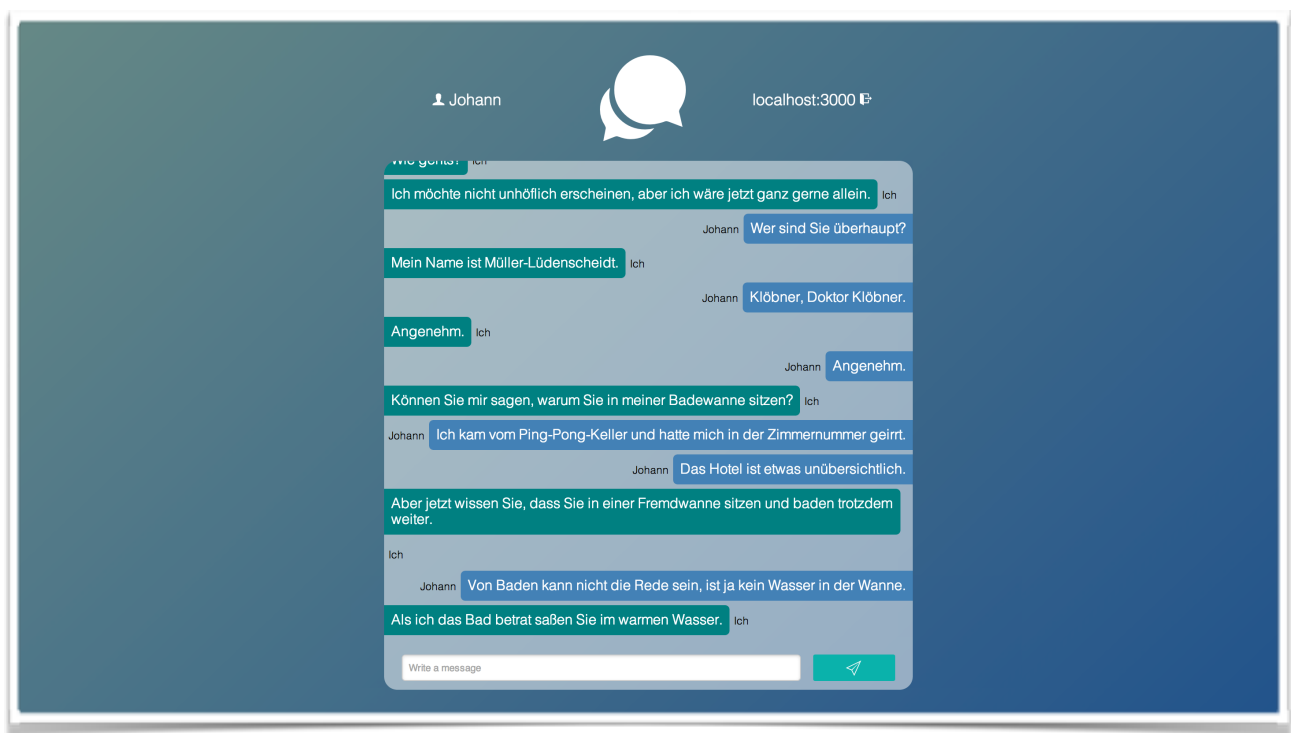 Johann
localhost:3000
Wie gehts? Ich
Ich möchte nicht unhöflich erscheinen, aber ich wäre jetzt ganz gerne allein. Ich
Johann Wer sind Sie überhaupt?
Mein Name ist Müller-Lüdenscheidt. Ich
Johann Klöbner, Doktor Klöbner.
Angenehm. Ich
Johann Angenehm.
Können Sie mir sagen, warum Sie in meiner Badewanne sitzen? Ich
Johann Ich kam vom Ping-Pong-Keller und hatte mich in der Zimmernummer geirrt.
Johann Das Hotel ist etwas unübersichtlich.
Aber jetzt wissen Sie, dass Sie in einer Fremdwanne sitzen und baden trotzdem
weiter.
Ich
Johann Von Baden kann nicht die Rede sein, ist ja kein Wasser in der Wanne.
Als ich das Bad betrat saßen Sie im warmen Wasser. Ich
Write a message